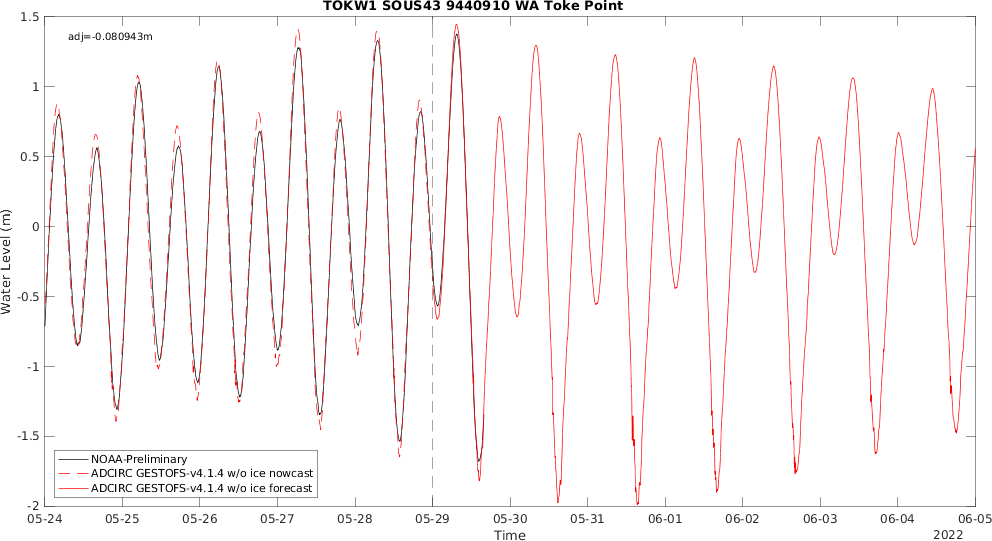 TOKW1 SOUS43 9440910 WA Toke Point
adj=-0.080943m
Water Level (m)
1.5
1
0.5
0
-0.5
-1
-1.5
-2
NOAA-Preliminary
ADCIRC GESTOFS-v4.1.4 w/o ice nowcast
ADCIRC GESTOFS-v4.1.4 w/o ice forecast
05-24 05-25 05-26 05-27 05-28 05-29 05-30 05-31 06-01 06-02 06-03 06-04 06-05
Time
2022